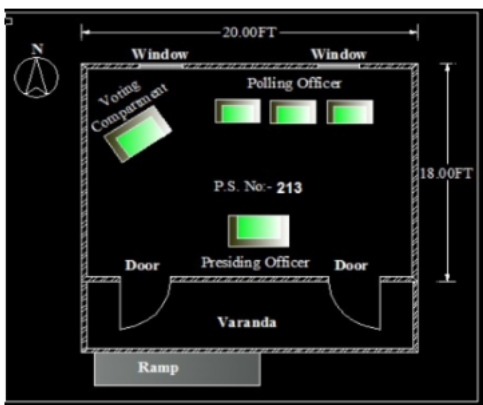 20.00FT
N
Window
Window
Voting
Compartment
Polling Officer
18.00FT
P.S. No:- 213
Door
Presiding Officer
Door
Varanda
Ramp